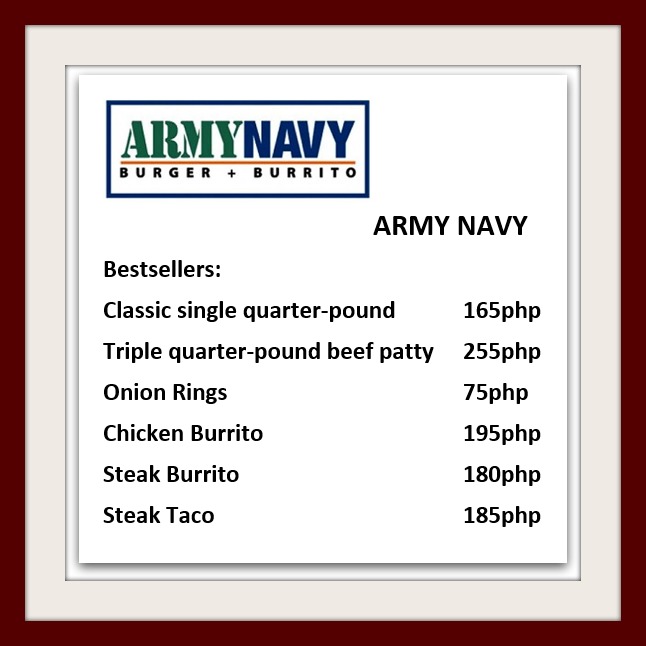 ARMYNAVY
BURGER + BURRITO
ARMY NAVY
Bestsellers:
Classic single quarter-pound 165php
Triple quarter-pound beef patty 255php
Onion Rings 75php
Chicken Burrito 195php
Steak Burrito 180php
Steak Taco 185php